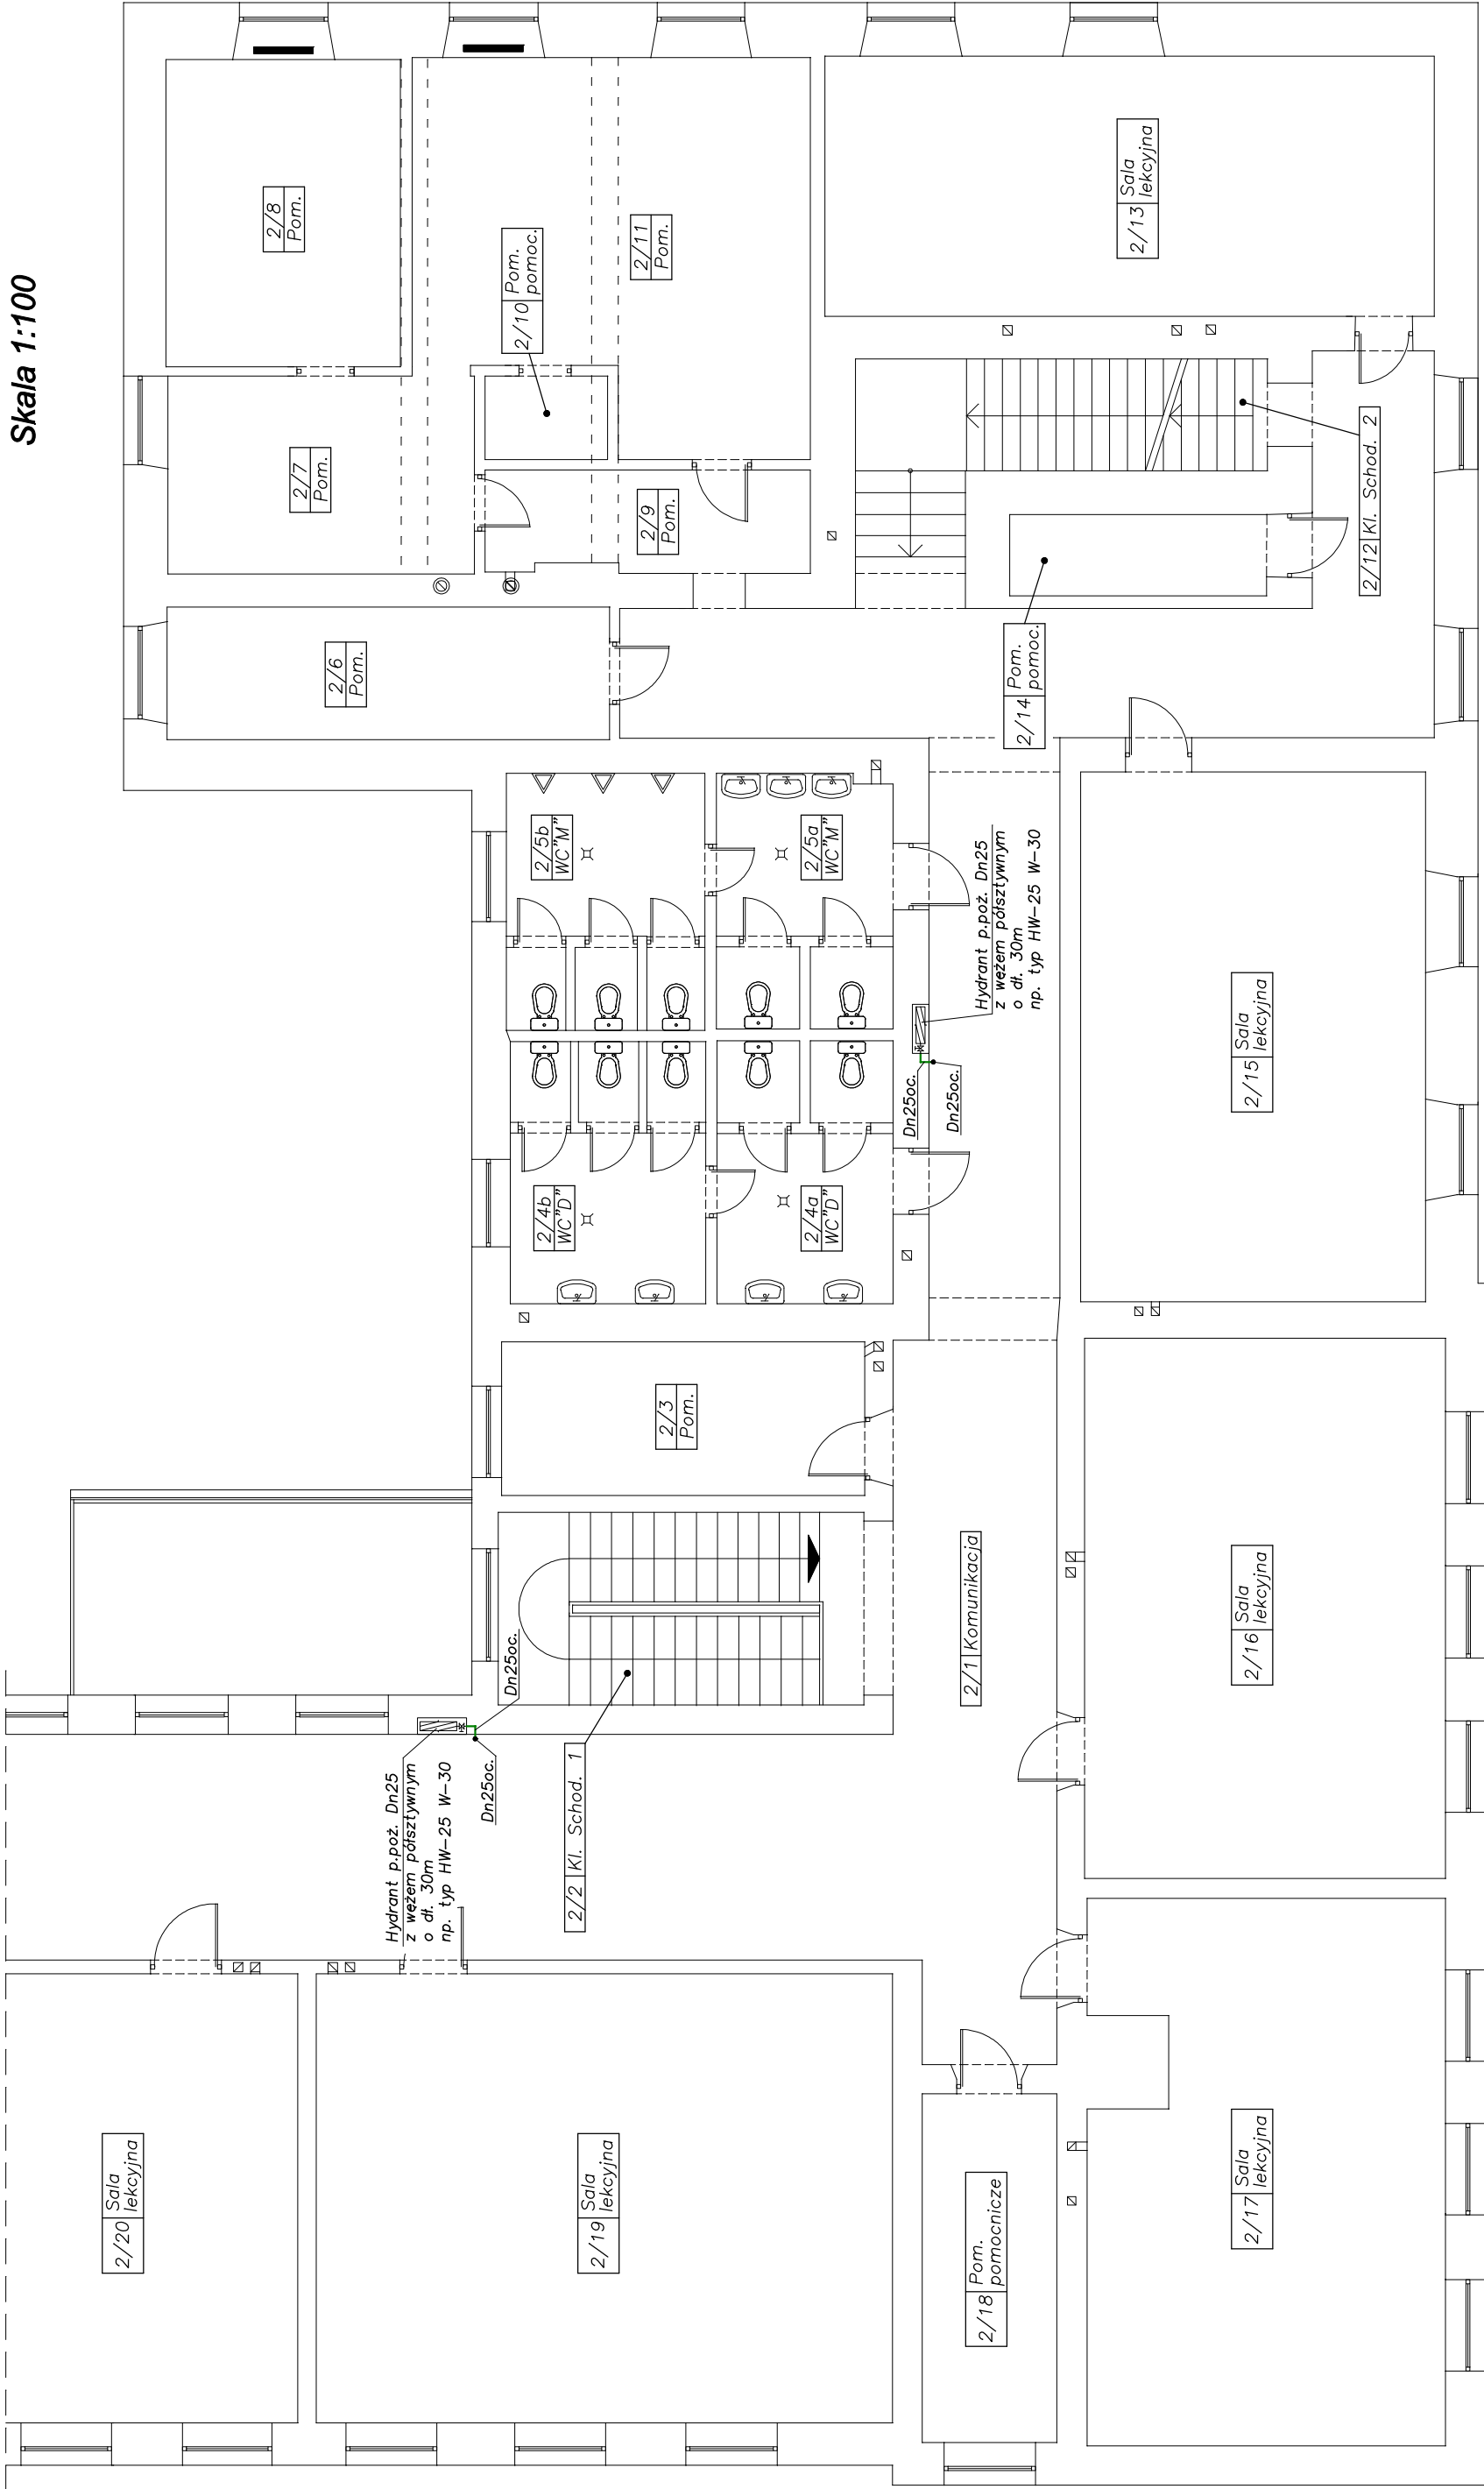 Skala 1:100
2/8
Pom.
2/7
Pom.
2/6
Pom.
2/10 Pom.
pomoc.
2/11
Pom.
2/9
Pom.
2/13 Sala
lekcyjna
2/12 Kl. Schod. 2
2/14 Pom.
pomoc.
2/5b
WC"M"
2/5a
WC"M"
Hydrant p.poż. Dn25
z wężem półsztywnym
o dł. 30m
np. typ HW-25 W-30
Dn25oc.
Dn25oc.
2/4b
WC"D"
2/4a
WC"D"
2/15 Sala
lekcyjna
2/3
Pom.
2/1 Komunikacja
2/16 Sala
lekcyjna
Dn25oc.
Dn25oc.
Hydrant p.poż. Dn25
z wężem półsztywnym
o dł. 30m
np. typ HW-25 W-30
2/2 Kl. Schod. 1
2/20 Sala
lekcyjna
2/19 Sala
lekcyjna
2/18 Pom.
pomocnicze
2/17 Sala
lekcyjna